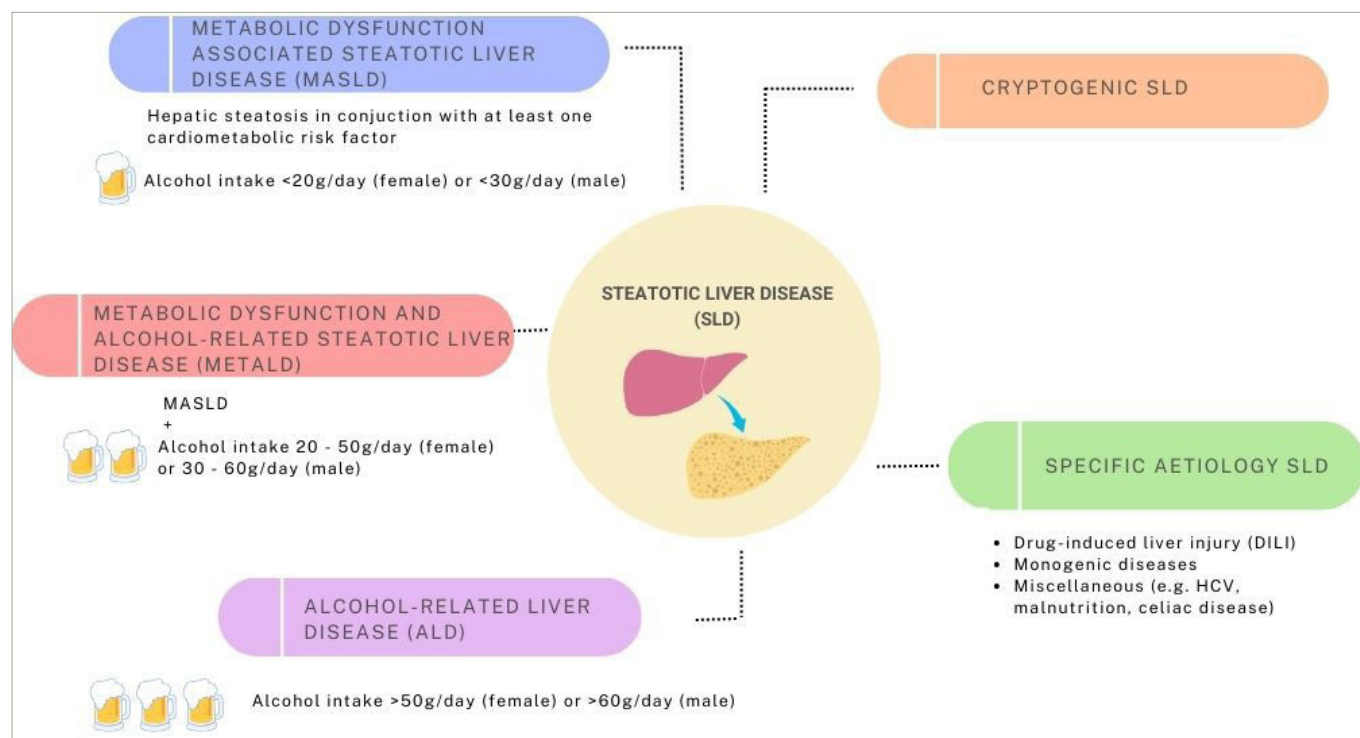 METABOLIC DYSFUNCTION
ASSOCIATED STEATOTIC LIVER
DISEASE (MASLD)
Hepatic steatosis in conjunction with at least one
cardiometabolic risk factor
Alcohol intake <20g/day (female) or <30g/day (male)
CRYPTOGENIC SLD
METABOLIC DYSFUNCTION AND
ALCOHOL-RELATED STEATOTIC LIVER
DISEASE (METALD)
MASLD
+
Alcohol intake 20 - 50g/day (female)
or 30 - 60g/day (male)
STEATOTIC LIVER DISEASE
(SLD)
SPECIFIC AETIOLOGY SLD
• Drug-induced liver injury (DILI)
• Monogenic diseases
• Miscellaneous (e.g. HCV,
malnutrition, celiac disease)
ALCOHOL-RELATED LIVER
DISEASE (ALD)
Alcohol intake >50g/day (female) or >60g/day (male)